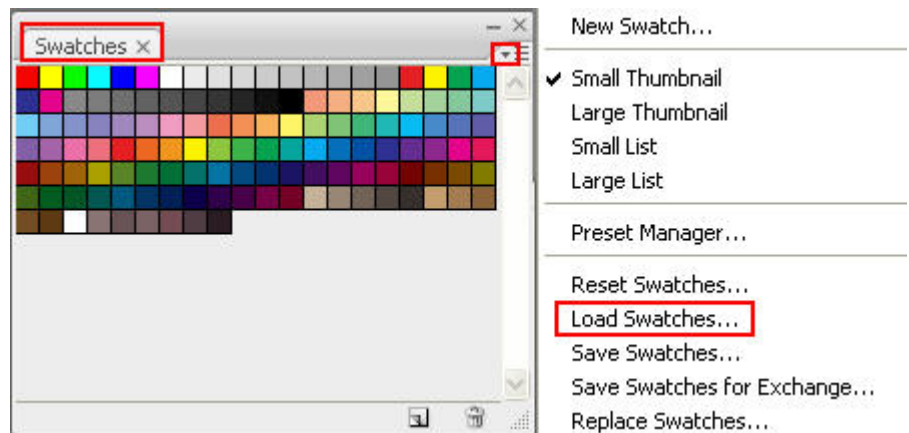 Swatches
New Swatch...
Small Thumbnail
Large Thumbnail
Small List
Large List
Preset Manager...
Reset Swatches...
Load Swatches...
Save Swatches...
Save Swatches for Exchange...
Replace Swatches...